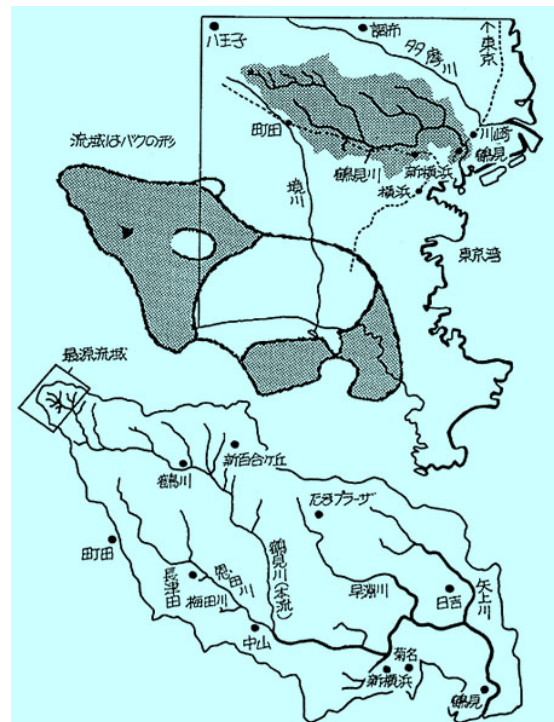 八王子
調布
多摩川
↑東京
町田
川崎
鶴見
新横浜
鶴見川
横浜
境川
東京湾
流域はバクの形
最源流域
新百合ヶ丘
鶴川
たまプラーザ
町田
長津田
恩田川
梅田川
鶴見川(本流)
早渕川
矢上川
日吉
中山
菊名
新横浜
鶴見